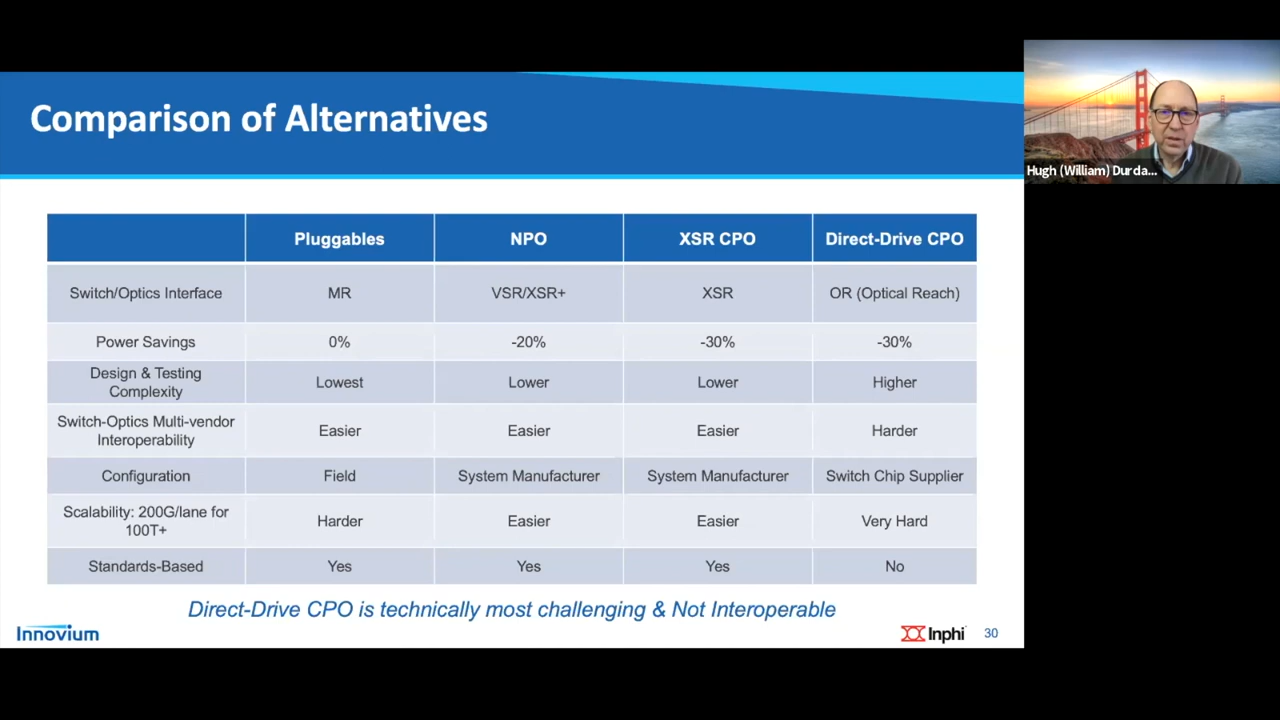 Comparison of Alternatives
Hugh (William) Durda...
Pluggables NPO XSR CPO Direct-Drive CPO
Switch/Optics Interface MR VSR/XSR+ XSR OR (Optical Reach)
Power Savings 0% -20% -30% -30%
Design & Testing
Complexity Lowest Lower Lower Higher
Switch-Optics Multi-vendor
Interoperability Easier Easier Easier Harder
Configuration Field System Manufacturer System Manufacturer Switch Chip Supplier
Scalability: 200G/lane for
100T+ Harder Easier Easier Very Hard
Standards-Based Yes Yes Yes No
Direct-Drive CPO is technically most challenging & Not Interoperable
Innovium Inphi 30